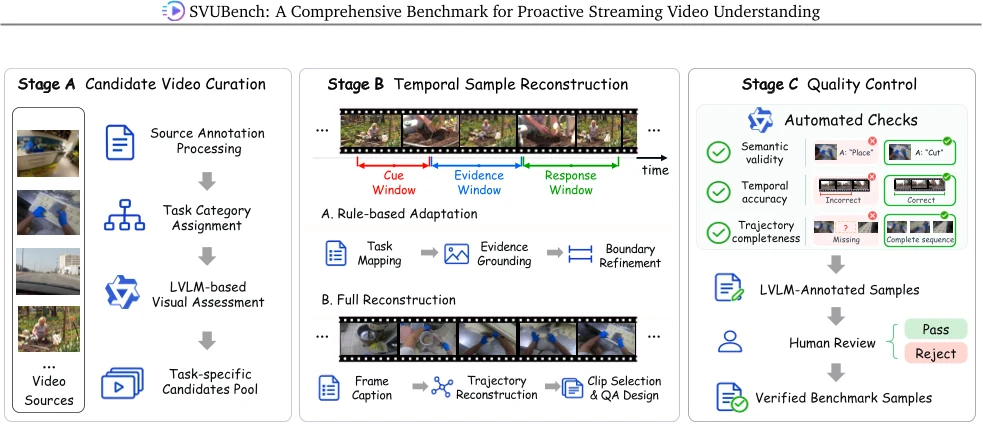 SVUBench: A Comprehensive Benchmark for Proactive Streaming Video Understanding
Stage A Candidate Video Curation
...
Video
Sources
Source Annotation
Processing
Task Category
Assignment
LVLM-based
Visual Assessment
Task-specific
Candidates Pool
Stage B Temporal Sample Reconstruction
... ...
time
Cue
Window
Evidence
Window
Response
Window
A. Rule-based Adaptation
Task
Mapping
Evidence
Grounding
Boundary
Refinement
B. Full Reconstruction
... ...
Frame
Caption
Trajectory
Reconstruction
Clip Selection
& QA Design
Stage C Quality Control
Automated Checks
Semantic
validity
A: "Place"
A: "Cut"
Temporal
accuracy
Incorrect
Correct
Trajectory
completeness
?
Missing
Complete sequence
LVLM-Annotated Samples
Human Review
Pass
Reject
Verified Benchmark Samples